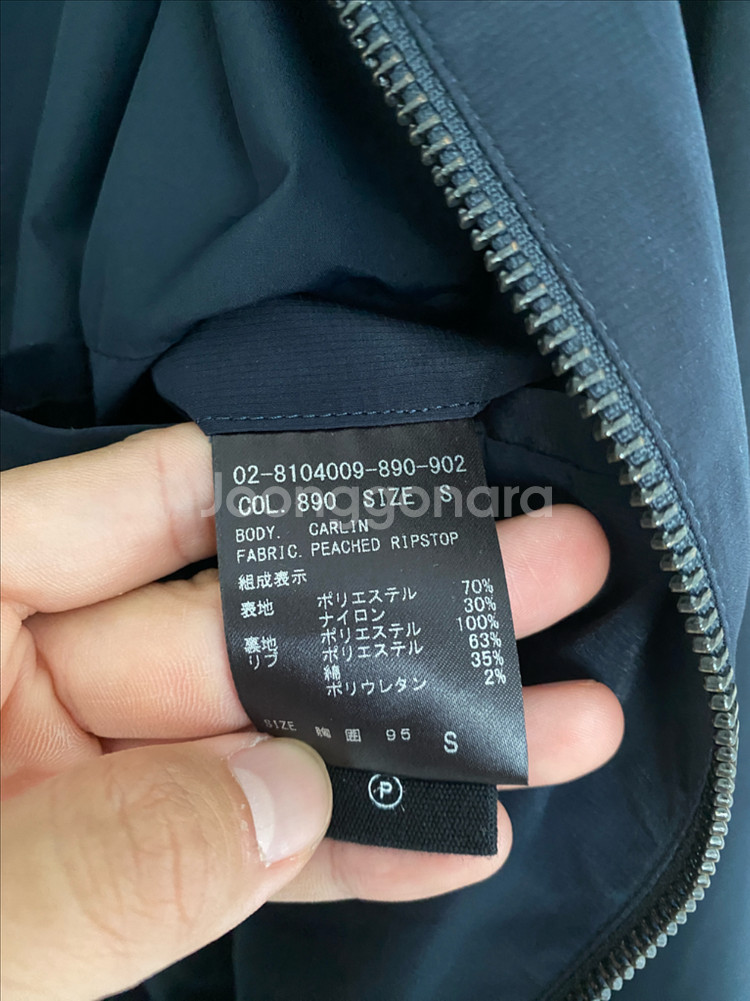 02-8104009-890-902
COL. 890 SIZE S
BODY. CARLIN
FABRIC. PEACHED RIPSTOP
組成表示
表地 ポリエステル 70%
ナイロン 30%
裏地 ポリエステル 100%
リブ ポリエステル 63%
綿 35%
ポリウレタン 2%
SIZE 胸囲 95 S
P
Joonggonara